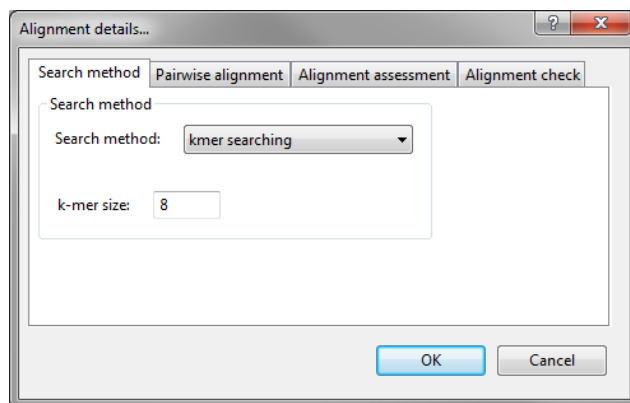 Alignment details...
?
Search method Pairwise alignment Alignment assessment Alignment check
Search method
Search method: kmer searching
k-mer size: 8
OK Cancel